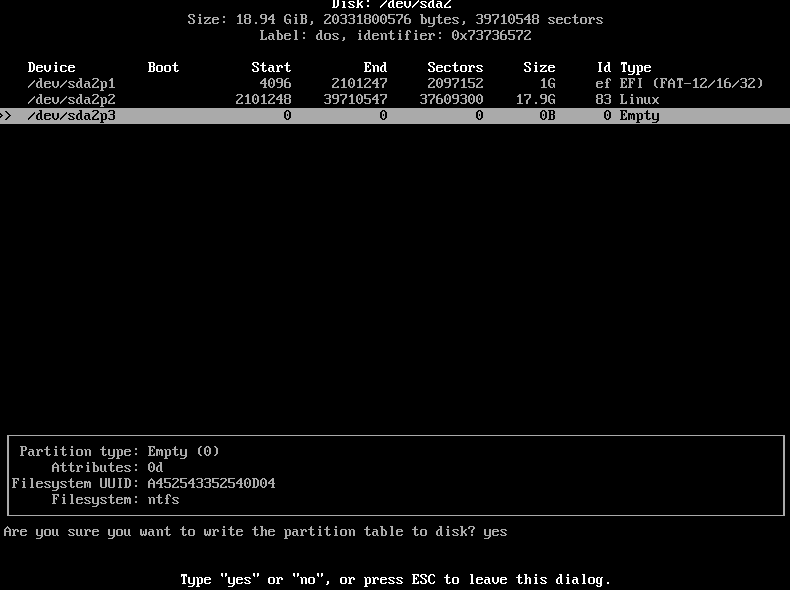 Disk: /dev/sda2
Size: 18.94 GiB, 20331800576 bytes, 39710548 sectors
Label: dos, identifier: 0x73736572
Device Boot Start End Sectors Size Id Type
/dev/sda2p1 4096 2101247 2097152 1G ef EFI (FAT-12/16/32)
/dev/sda2p2 2101248 39710547 37609300 17.9G 83 Linux
>> /dev/sda2p3 0 0 0 0B 0 Empty
Partition type: Empty (0)
Attributes: 0d
Filesystem UUID: A452543352540D04
Filesystem: ntfs
Are you sure you want to write the partition table to disk? yes
Type "yes" or "no", or press ESC to leave this dialog.